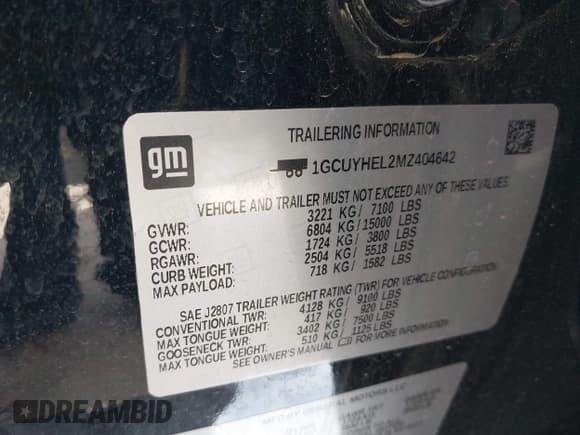 gm
TRAILERING INFORMATION
1GCUYHEL2MZ404642
VEHICLE AND TRAILER MUST NOT EXCEED ANY OF THESE VALUES.
GVWR: 3221 KG / 7100 LBS
GCWR: 6804 KG / 15000 LBS
RGAWR: 1724 KG / 3800 LBS
CURB WEIGHT: 2504 KG / 5518 LBS
MAX PAYLOAD: 718 KG / 1582 LBS
SAE J2807 TRAILER WEIGHT RATING (TWR) FOR VEHICLE CONFIGURATION.
CONVENTIONAL TWR: 4128 KG / 9100 LBS
MAX TONGUE WEIGHT: 417 KG / 920 LBS
GOOSENECK TWR: 3402 KG / 7500 LBS
MAX TONGUE WEIGHT: 510 KG / 1125 LBS
SEE OWNER'S MANUAL FOR MORE INFORMATION.
GENERAL MOTORS LLC
DREAMBID